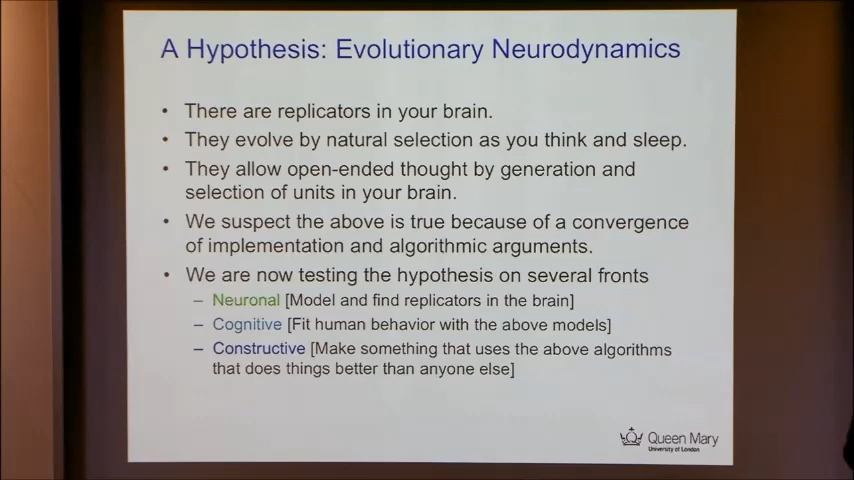 A Hypothesis: Evolutionary Neurodynamics
• There are replicators in your brain.
• They evolve by natural selection as you think and sleep.
• They allow open-ended thought by generation and
selection of units in your brain.
• We suspect the above is true because of a convergence
of implementation and algorithmic arguments.
• We are now testing the hypothesis on several fronts
– Neuronal [Model and find replicators in the brain]
– Cognitive [Fit human behavior with the above models]
– Constructive [Make something that uses the above algorithms
that does things better than anyone else]
Queen Mary
University of London